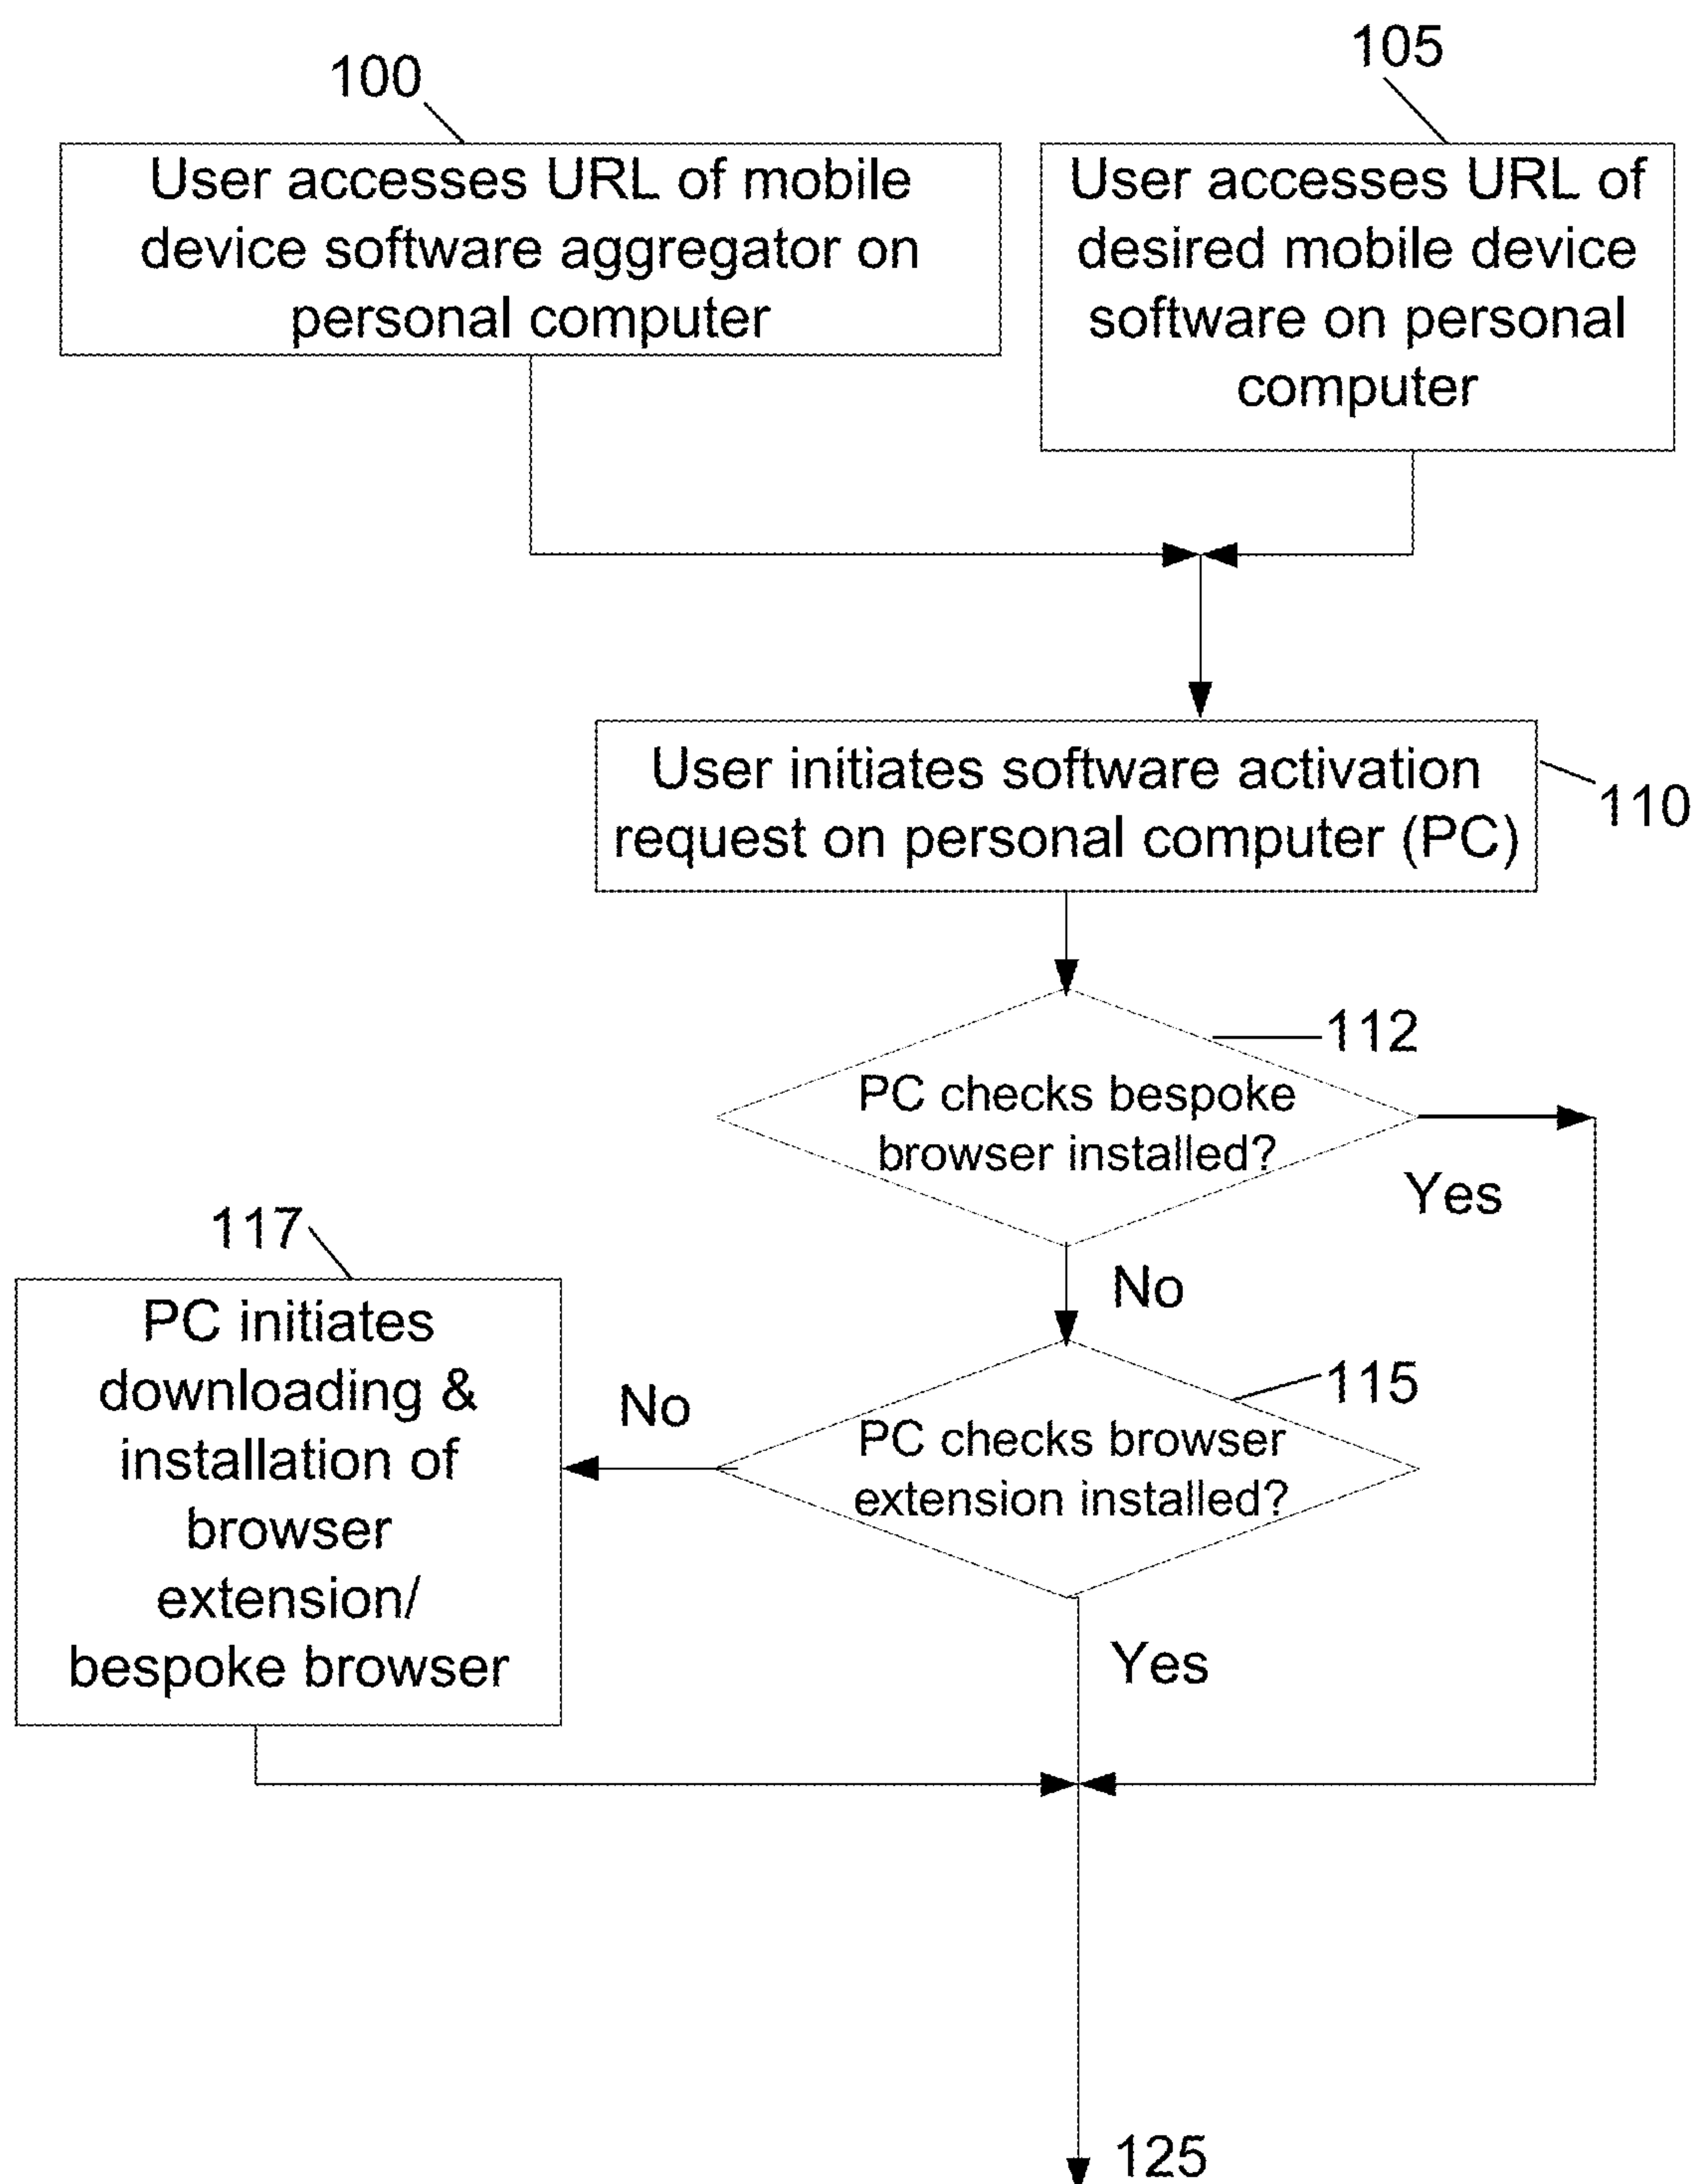 100
105
User accesses URL of mobile
device software aggregator on
personal computer
User accesses URL of
desired mobile device
software on personal
computer
User initiates software activation
request on personal computer (PC)
110
112
PC checks bespoke
browser installed?
Yes
No
117
PC initiates
downloading &
installation of
browser
extension/
bespoke browser
No
115
PC checks browser
extension installed?
Yes
125